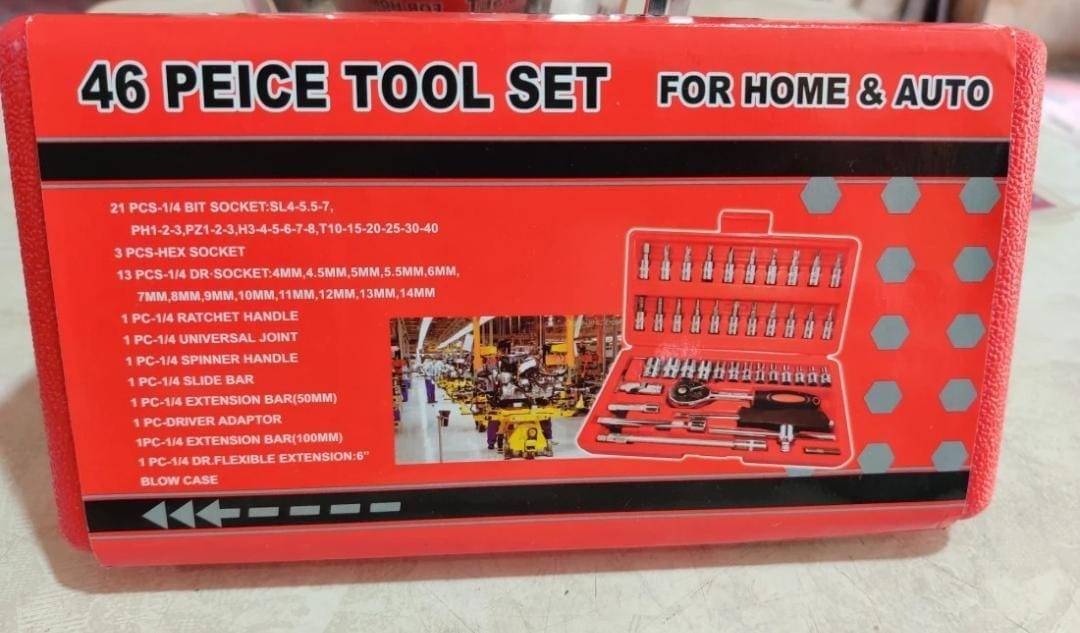 46 PEICE TOOL SET FOR HOME & AUTO
21 PCS-1/4 BIT SOCKET:SL4-5.5-7,
PH1-2-3,PZ1-2-3,H3-4-5-6-7-8,T10-15-20-25-30-40
3 PCS-HEX SOCKET
13 PCS-1/4 DR·SOCKET:4MM,4.5MM,5MM,5.5MM,6MM,
7MM,8MM,9MM,10MM,11MM,12MM,13MM,14MM
1 PC-1/4 RATCHET HANDLE
1 PC-1/4 UNIVERSAL JOINT
1 PC-1/4 SPINNER HANDLE
1 PC-1/4 SLIDE BAR
1 PC-1/4 EXTENSION BAR(50MM)
1 PC-DRIVER ADAPTOR
1PC-1/4 EXTENSION BAR(100MM)
1 PC-1/4 DR.FLEXIBLE EXTENSION:6"
BLOW CASE